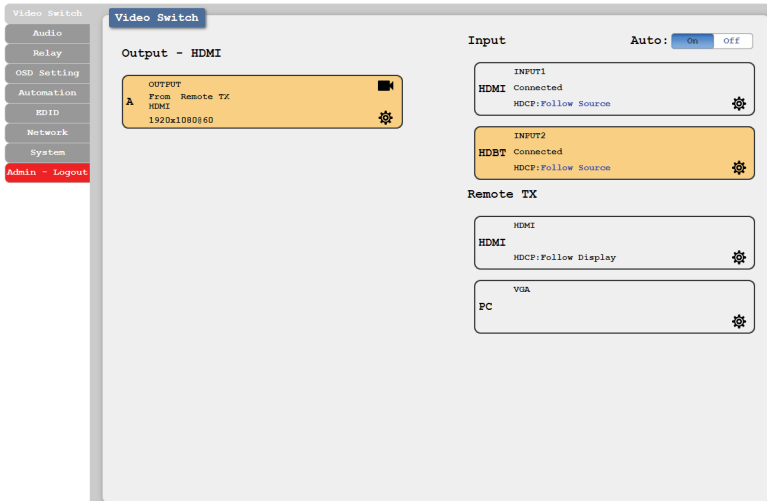 Video Switch
Audio
Relay
OSD Setting
Automation
EDID
Network
System
Admin - Logout
Video Switch
Output - HDMI
OUTPUT
A
From Remote TX
HDMI
1920x1080@60
Input
Auto: On Off
INPUT1
HDMI Connected
HDCP:Follow Source
INPUT2
HDBT Connected
HDCP:Follow Source
Remote TX
HDMI
HDMI
HDCP:Follow Display
VGA
PC